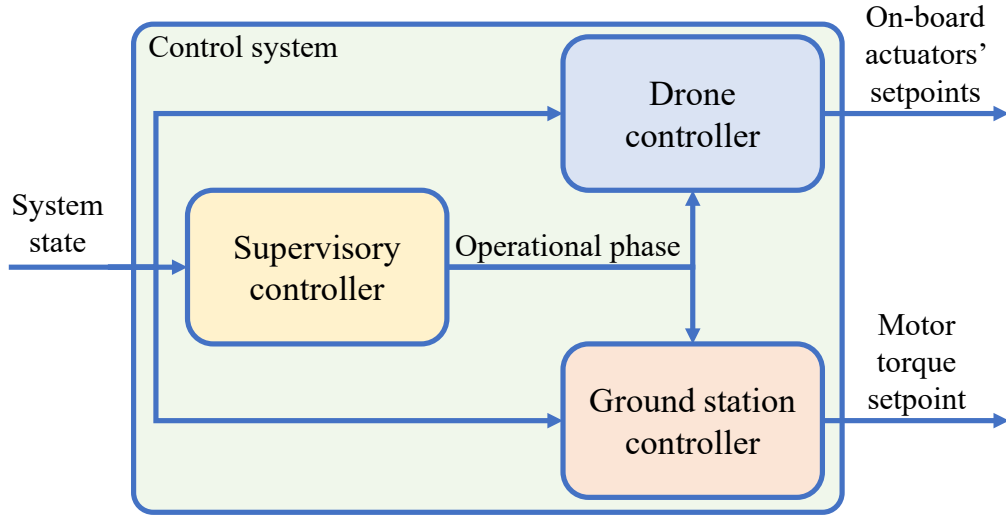 Control system
On-board
actuators’
setpoints
Drone
controller
System
state
Supervisory
controller
Operational phase
Motor
torque
setpoint
Ground station
controller